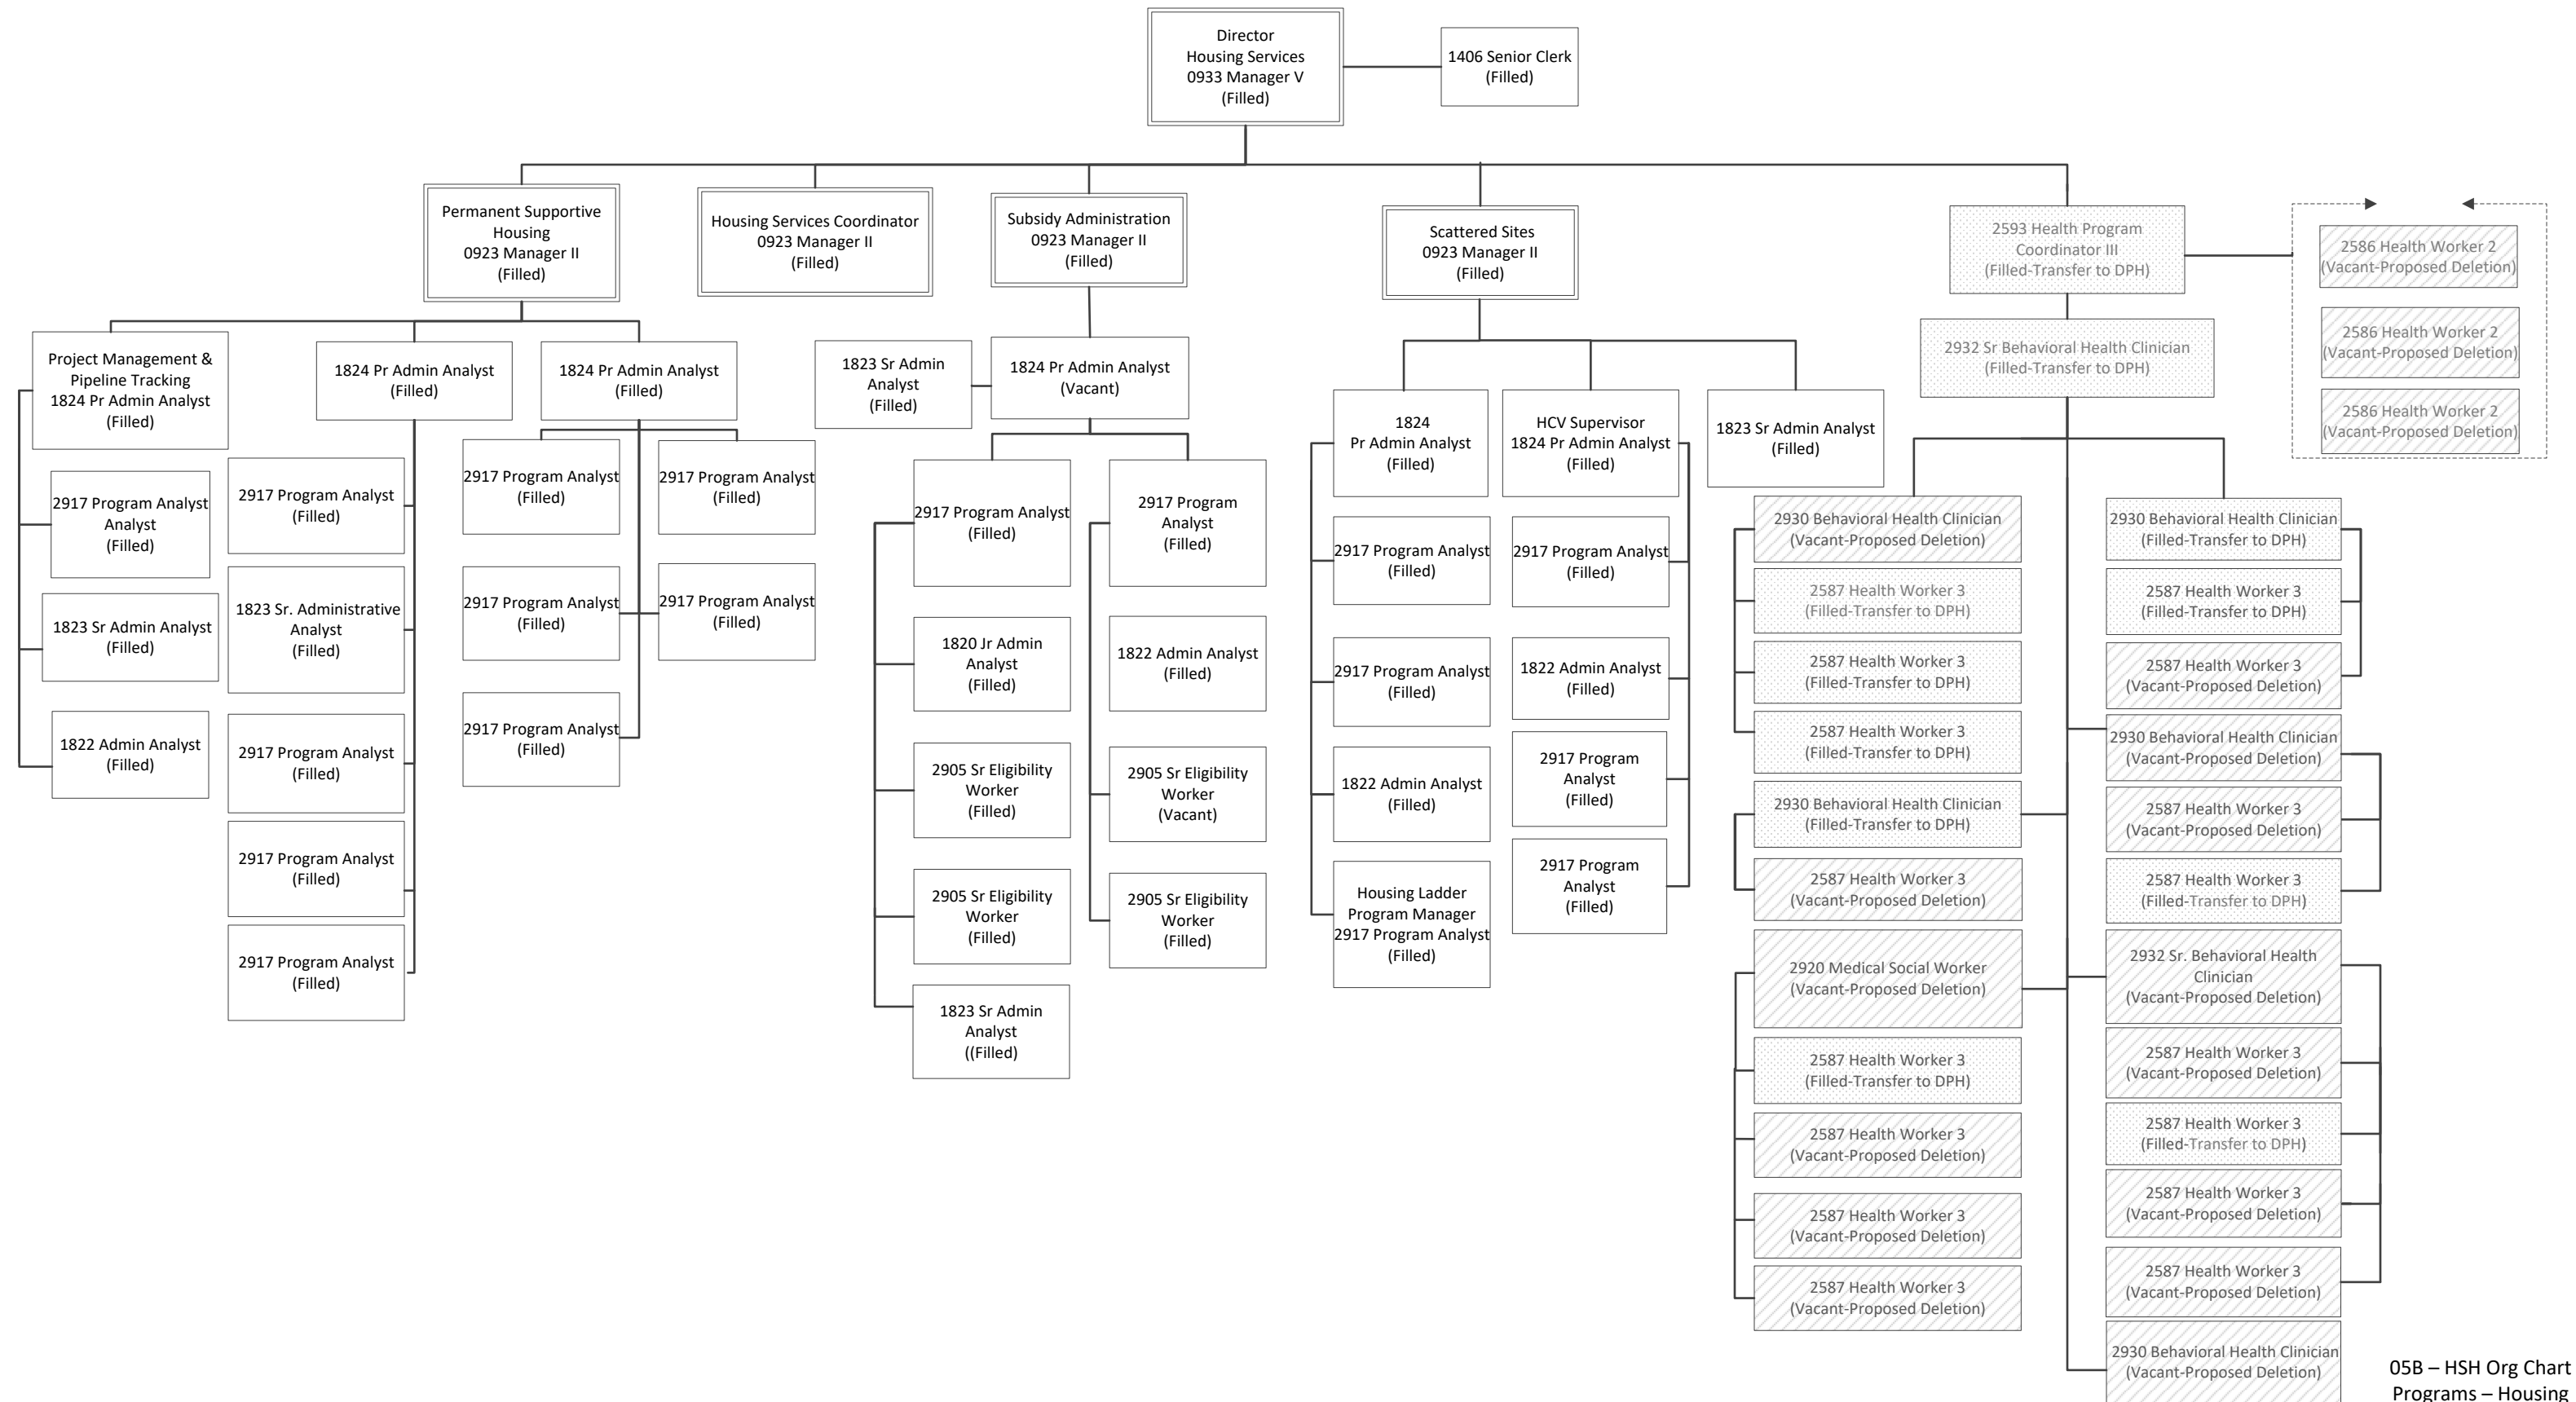 Director
Housing Services
0933 Manager V
(Filled)
1406 Senior Clerk
(Filled)
Permanent Supportive
Housing
0923 Manager II
(Filled)
Housing Services Coordinator
0923 Manager II
(Filled)
Subsidy Administration
0923 Manager II
(Filled)
Scattered Sites
0923 Manager II
(Filled)
2593 Health Program
Coordinator III
(Filled-Transfer to DPH)
2586 Health Worker 2
(Vacant-Proposed Deletion)
2586 Health Worker 2
(Vacant-Proposed Deletion)
2586 Health Worker 2
(Vacant-Proposed Deletion)
2932 Sr Behavioral Health Clinician
(Filled-Transfer to DPH)
Project Management &
Pipeline Tracking
1824 Pr Admin Analyst
(Filled)
2917 Program Analyst
Analyst
(Filled)
1823 Sr Admin Analyst
(Filled)
1822 Admin Analyst
(Filled)
1824 Pr Admin Analyst
(Filled)
2917 Program Analyst
(Filled)
1823 Sr. Administrative
Analyst
(Filled)
2917 Program Analyst
(Filled)
2917 Program Analyst
(Filled)
2917 Program Analyst
(Filled)
1824 Pr Admin Analyst
(Filled)
2917 Program Analyst
(Filled)
2917 Program Analyst
(Filled)
2917 Program Analyst
(Filled)
2917 Program Analyst
(Filled)
2917 Program Analyst
(Filled)
1823 Sr Admin
Analyst
(Filled)
1824 Pr Admin Analyst
(Vacant)
2917 Program Analyst
(Filled)
1820 Jr Admin
Analyst
(Filled)
2905 Sr Eligibility
Worker
(Filled)
2905 Sr Eligibility
Worker
(Filled)
1823 Sr Admin
Analyst
((Filled)
2917 Program
Analyst
(Filled)
1822 Admin Analyst
(Filled)
2905 Sr Eligibility
Worker
(Vacant)
2905 Sr Eligibility
Worker
(Filled)
1824
Pr Admin Analyst
(Filled)
2917 Program Analyst
(Filled)
2917 Program Analyst
(Filled)
1822 Admin Analyst
(Filled)
Housing Ladder
Program Manager
2917 Program Analyst
(Filled)
HCV Supervisor
1824 Pr Admin Analyst
(Filled)
2917 Program Analyst
(Filled)
1822 Admin Analyst
(Filled)
2917 Program
Analyst
(Filled)
2917 Program
Analyst
(Filled)
1823 Sr Admin Analyst
(Filled)
2930 Behavioral Health Clinician
(Vacant-Proposed Deletion)
2587 Health Worker 3
(Filled-Transfer to DPH)
2587 Health Worker 3
(Filled-Transfer to DPH)
2587 Health Worker 3
(Filled-Transfer to DPH)
2930 Behavioral Health Clinician
(Filled-Transfer to DPH)
2587 Health Worker 3
(Vacant-Proposed Deletion)
2920 Medical Social Worker
(Vacant-Proposed Deletion)
2587 Health Worker 3
(Filled-Transfer to DPH)
2587 Health Worker 3
(Vacant-Proposed Deletion)
2587 Health Worker 3
(Vacant-Proposed Deletion)
2587 Health Worker 3
(Vacant-Proposed Deletion)
2930 Behavioral Health Clinician
(Filled-Transfer to DPH)
2587 Health Worker 3
(Filled-Transfer to DPH)
2587 Health Worker 3
(Vacant-Proposed Deletion)
2930 Behavioral Health Clinician
(Vacant-Proposed Deletion)
2587 Health Worker 3
(Vacant-Proposed Deletion)
2587 Health Worker 3
(Filled-Transfer to DPH)
2932 Sr. Behavioral Health
Clinician
(Vacant-Proposed Deletion)
2587 Health Worker 3
(Vacant-Proposed Deletion)
2587 Health Worker 3
(Filled-Transfer to DPH)
2587 Health Worker 3
(Vacant-Proposed Deletion)
2587 Health Worker 3
(Vacant-Proposed Deletion)
2930 Behavioral Health Clinician
(Vacant-Proposed Deletion)
05B – HSH Org Chart
Programs – Housing